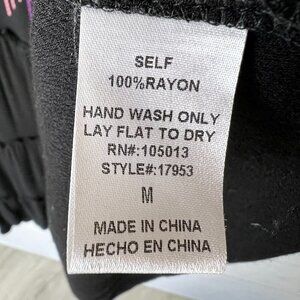 SELF
100%RAYON
HAND WASH ONLY
LAY FLAT TO DRY
RN#:105013
STYLE#:17953
M
MADE IN CHINA
HECHO EN CHINA